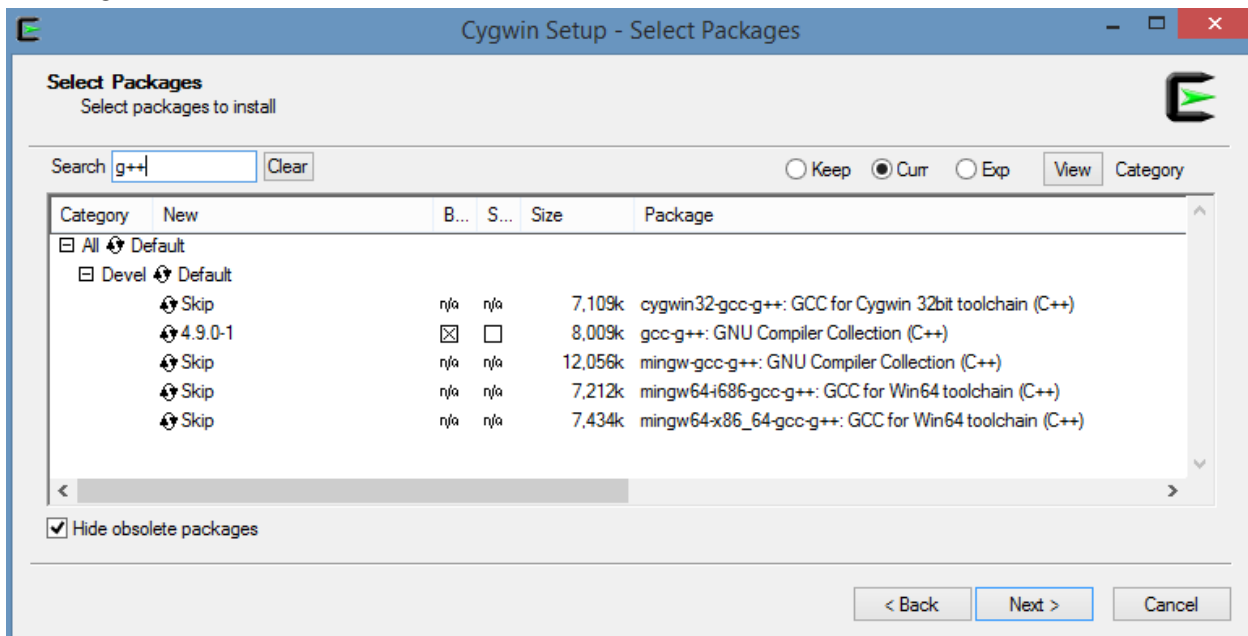 Cygwin Setup - Select Packages
Select Packages
Select packages to install
Search g++ Clear Keep Curr Exp View Category
Category New B... S... Size Package
All Default
Devel Default
Skip n/a n/a 7,109k cygwin32-gcc-g++: GCC for Cygwin 32bit toolchain (C++)
4.9.0-1 8,009k gcc-g++: GNU Compiler Collection (C++)
Skip n/a n/a 12,056k mingw-gcc-g++: GNU Compiler Collection (C++)
Skip n/a n/a 7,212k mingw64-i686-gcc-g++: GCC for Win64 toolchain (C++)
Skip n/a n/a 7,434k mingw64-x86_64-gcc-g++: GCC for Win64 toolchain (C++)
Hide obsolete packages
< Back Next > Cancel